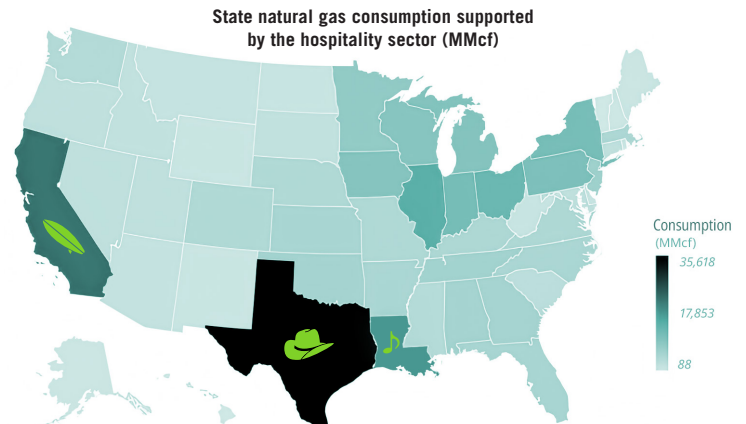 State natural gas consumption supported
by the hospitality sector (MMcf)
Consumption
(MMcf)
35,618
17,853
88